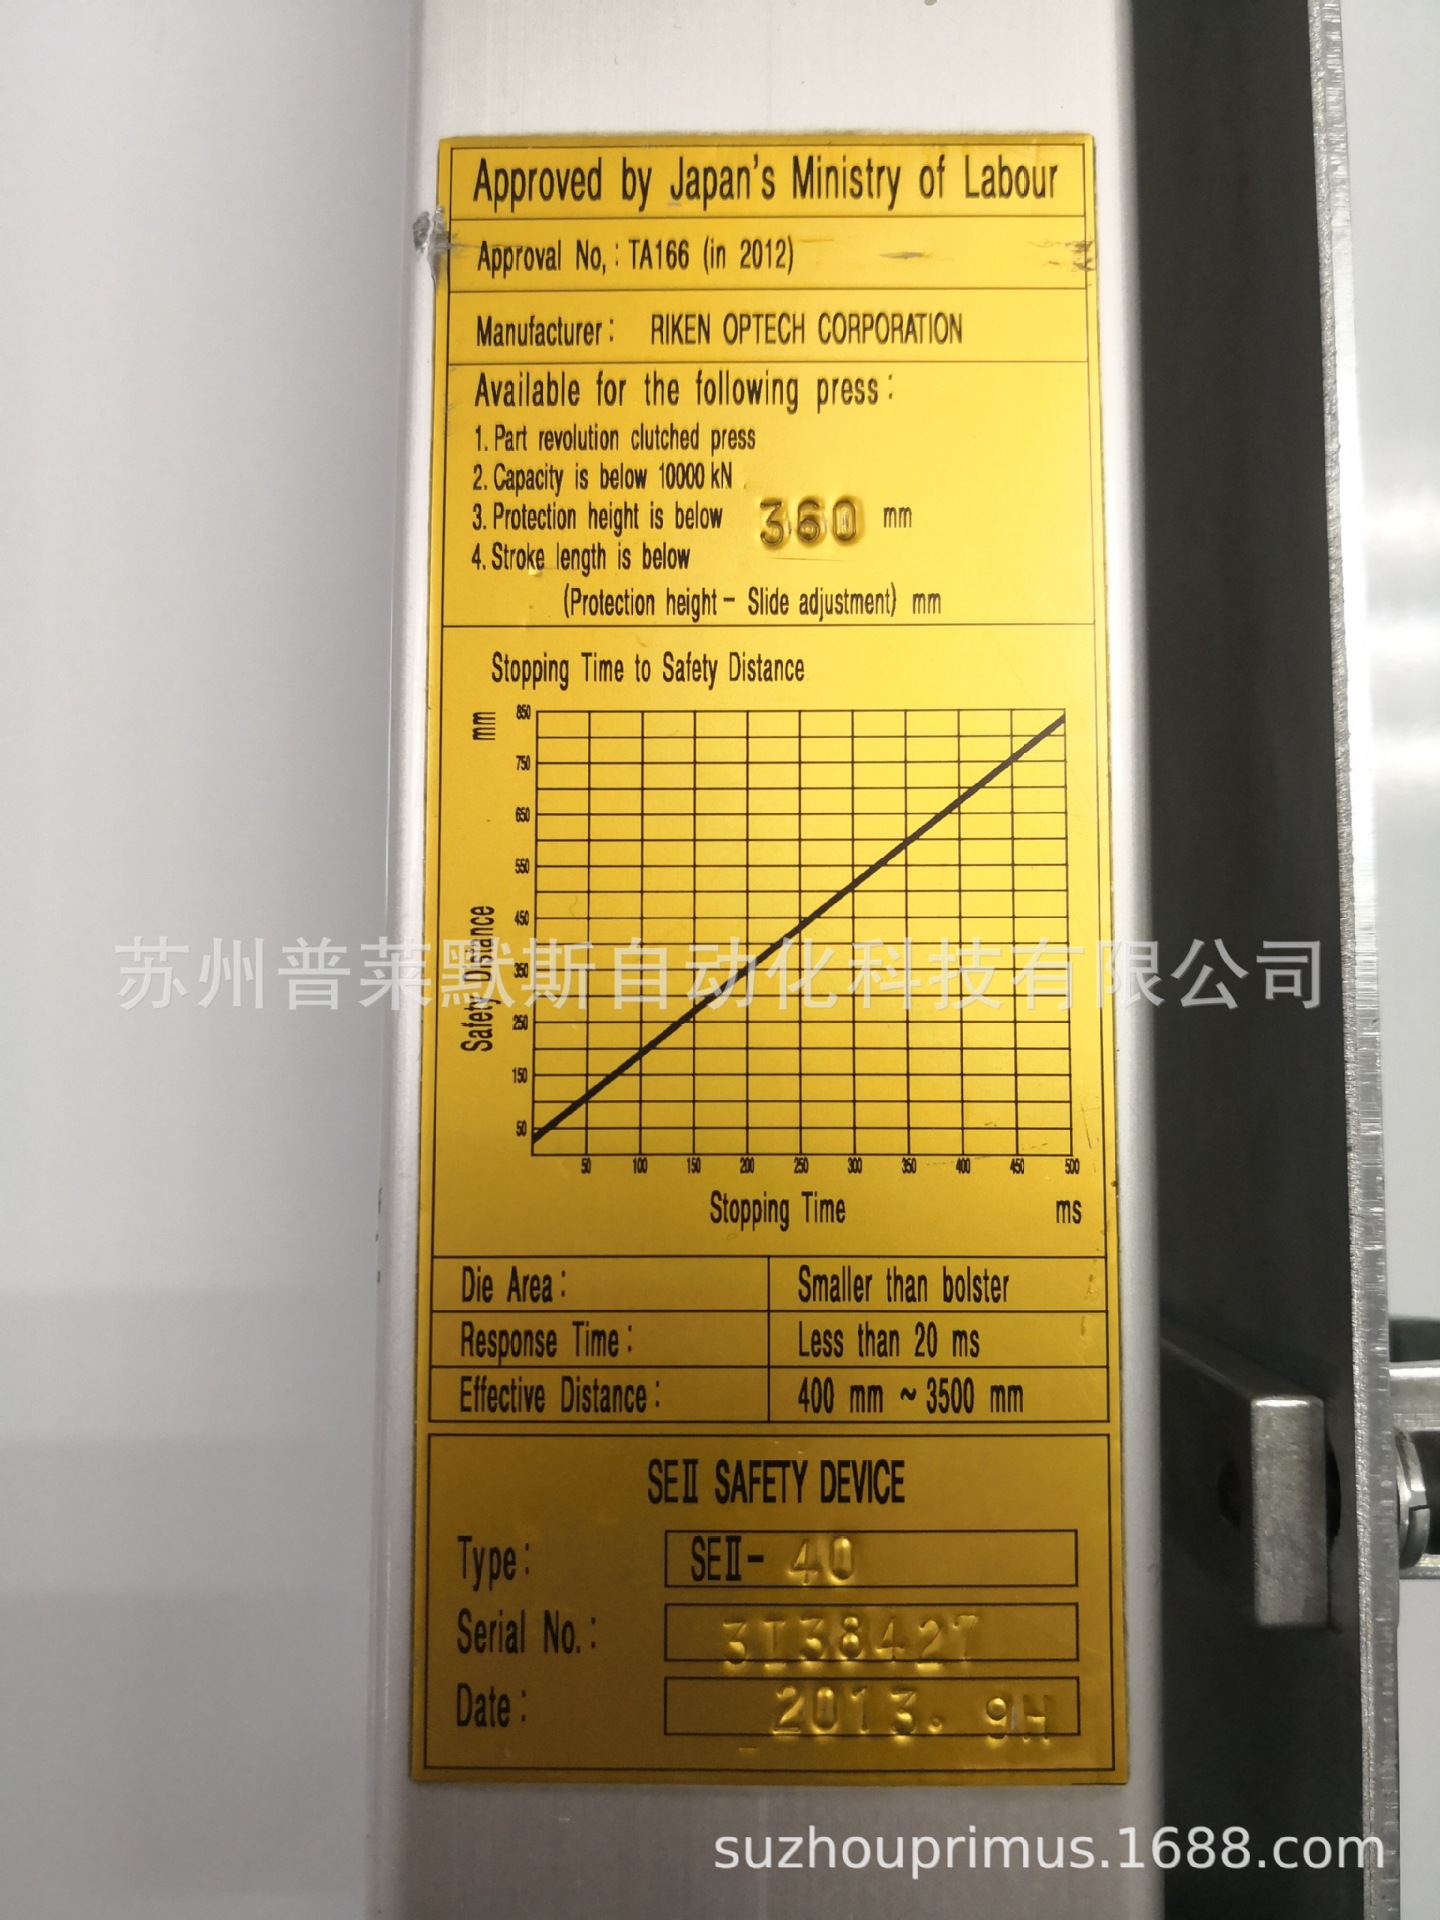 Approved by Japan's Ministry of Labour
Approval No,: TA166 (in 2012)
Manufacturer: RIKEN OPTECH CORPORATION
Available for the following press:
1. Part revolution clutched press
2. Capacity is below 10000 kN
3. Protection height is below 360 mm
4. Stroke length is below
(Protection height - Slide adjustment) mm
Stopping Time to Safety Distance
mm
850
750
650
550
450
350
250
150
50
Safety Distance
50 100 150 200 250 300 350 400 450 500
Stopping Time ms
苏州普莱默斯自动化科技有限公司
Die Area: Smaller than bolster
Response Time: Less than 20 ms
Effective Distance: 400 mm ~ 3500 mm
SEⅡ SAFETY DEVICE
Type: SEⅡ- 40
Serial No.: 3I38427
Date: 2013. 9H
suzhouprimus.1688.com